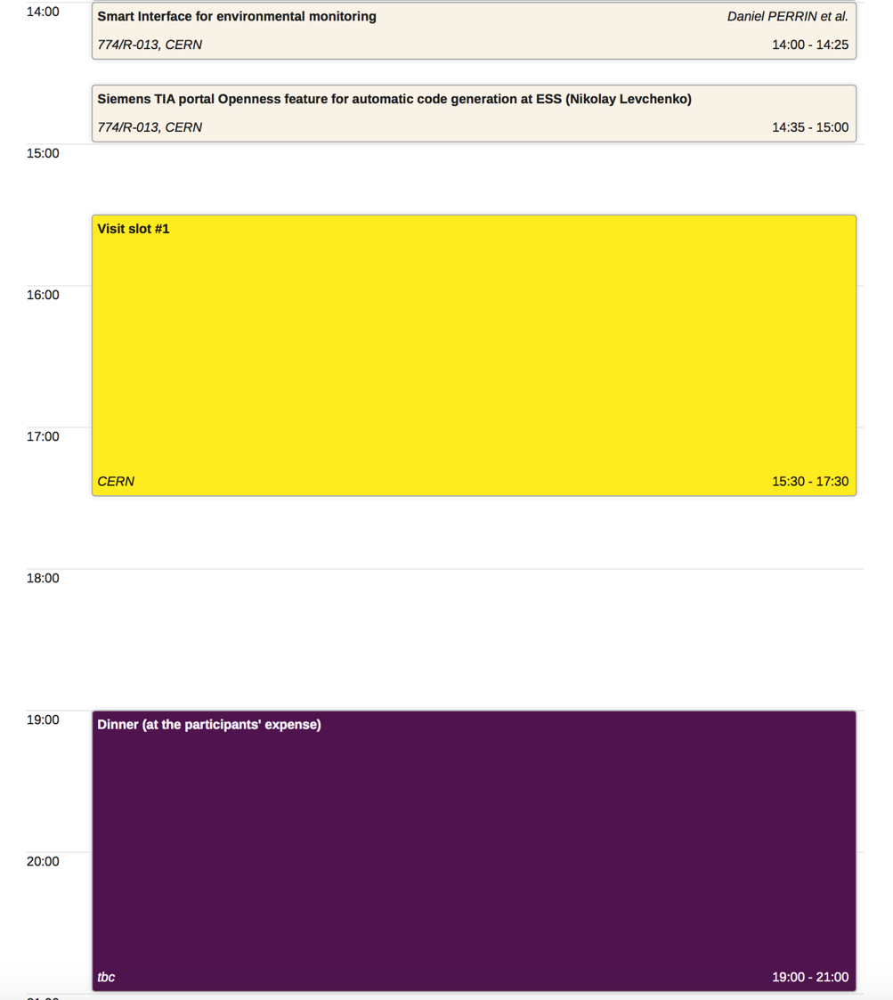 14:00
Smart Interface for environmental monitoring Daniel PERRIN et al.
774/R-013, CERN 14:00 - 14:25
Siemens TIA portal Openness feature for automatic code generation at ESS (Nikolay Levchenko)
774/R-013, CERN 14:35 - 15:00
15:00
Visit slot #1
16:00
17:00
CERN 15:30 - 17:30
18:00
19:00
Dinner (at the participants' expense)
20:00
tbc 19:00 - 21:00